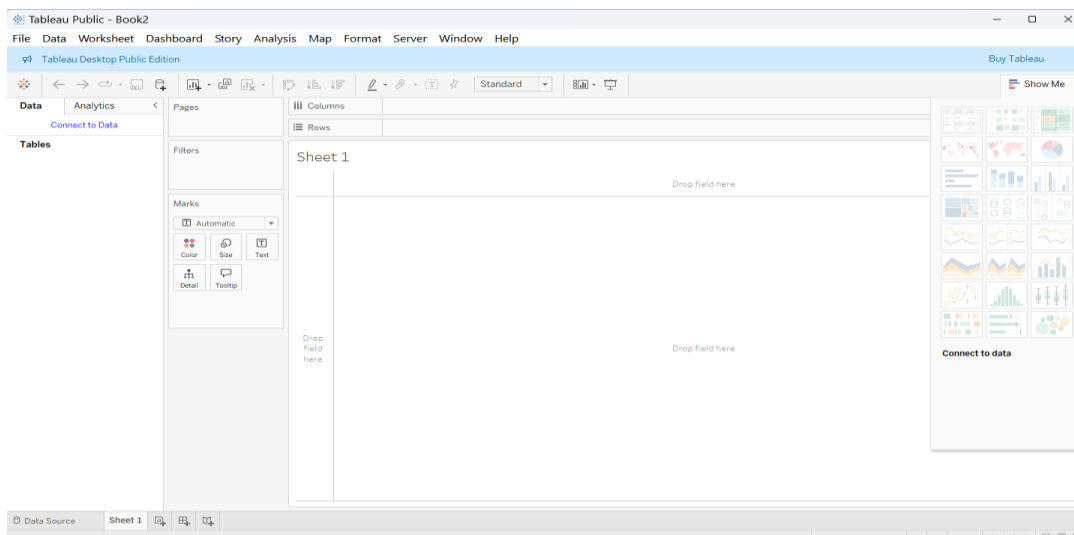 Tableau Public - Book2
File Data Worksheet Dashboard Story Analysis Map Format Server Window Help
Tableau Desktop Public Edition
Buy Tableau
Standard
Show Me
Data Analytics
Pages
Columns
Connect to Data
Rows
Tables
Filters
Sheet 1
Drop field here
Marks
Automatic
Color Size Text
Detail Tooltip
Drop
field
here
Drop field here
Connect to data
Data Source Sheet 1